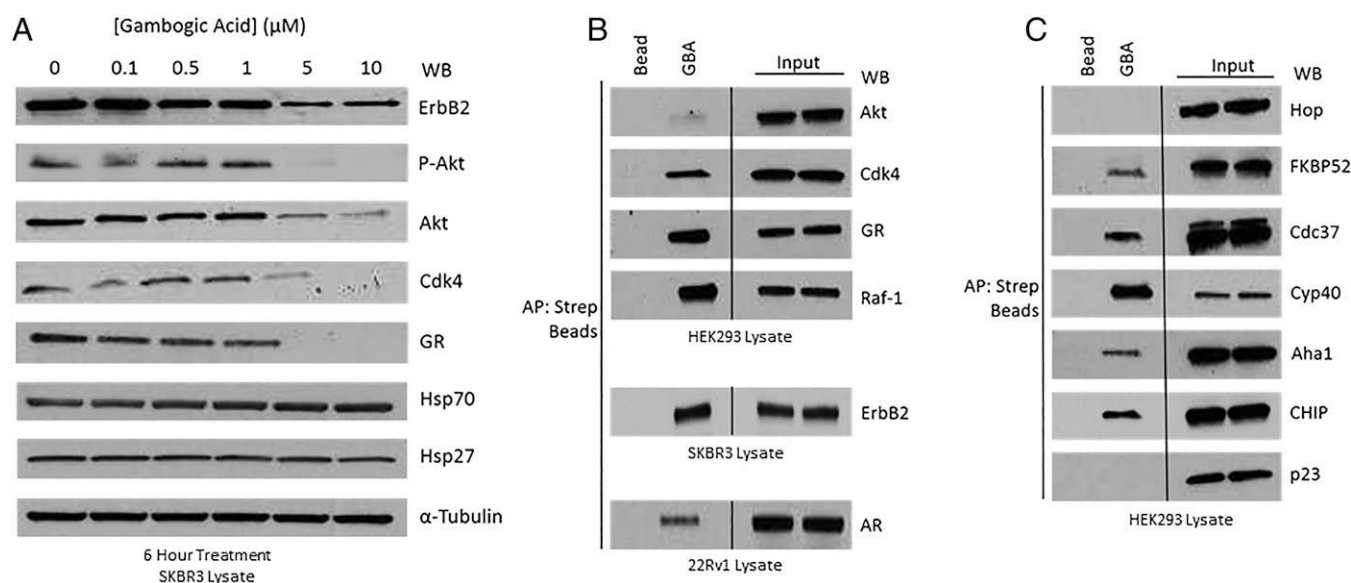 A
[Gambogic Acid] (µM)
0 0.1 0.5 1 5 10 WB
ErbB2
P-Akt
Akt
Cdk4
GR
Hsp70
Hsp27
α-Tubulin
6 Hour Treatment
SKBR3 Lysate
B
Bead GBA Input WB
Akt
Cdk4
GR
Raf-1
HEK293 Lysate
AP: Strep
Beads
ErbB2
SKBR3 Lysate
AR
22Rv1 Lysate
C
Bead GBA Input WB
Hop
FKBP52
Cdc37
Cyp40
AP: Strep
Beads
Aha1
CHIP
p23
HEK293 Lysate